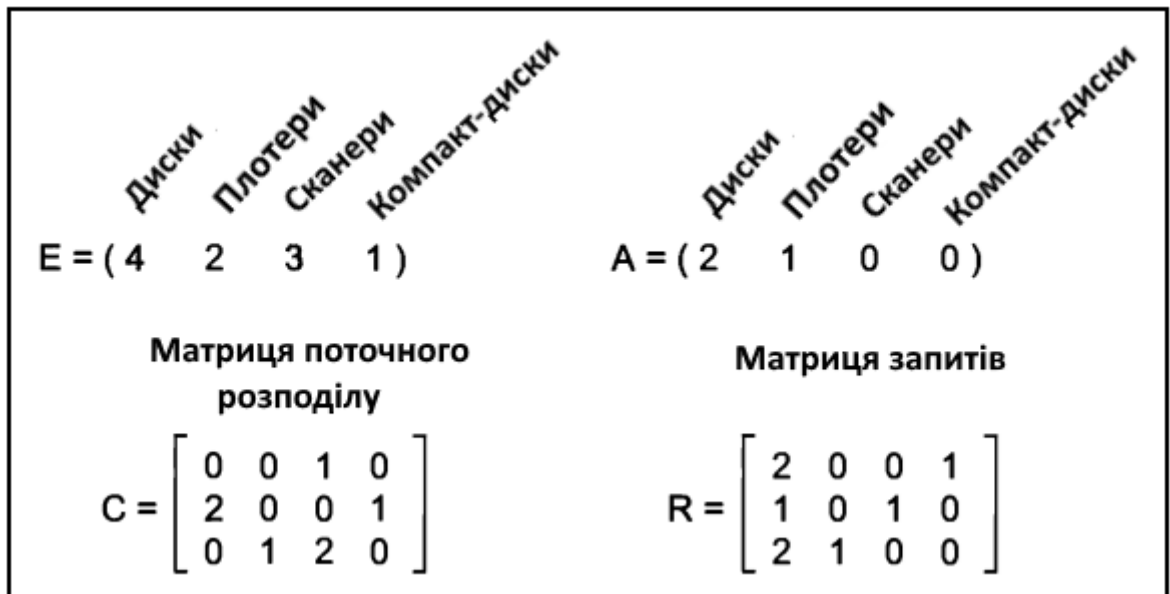 Диски Плотери Сканери Компакт-диски
E = ( 4 2 3 1 )
Диски Плотери Сканери Компакт-диски
A = ( 2 1 0 0 )
Матриця поточного
розподілу
C = [ 0 0 1 0
2 0 0 1
0 1 2 0 ]
Матриця запитів
R = [ 2 0 0 1
1 0 1 0
2 1 0 0 ]